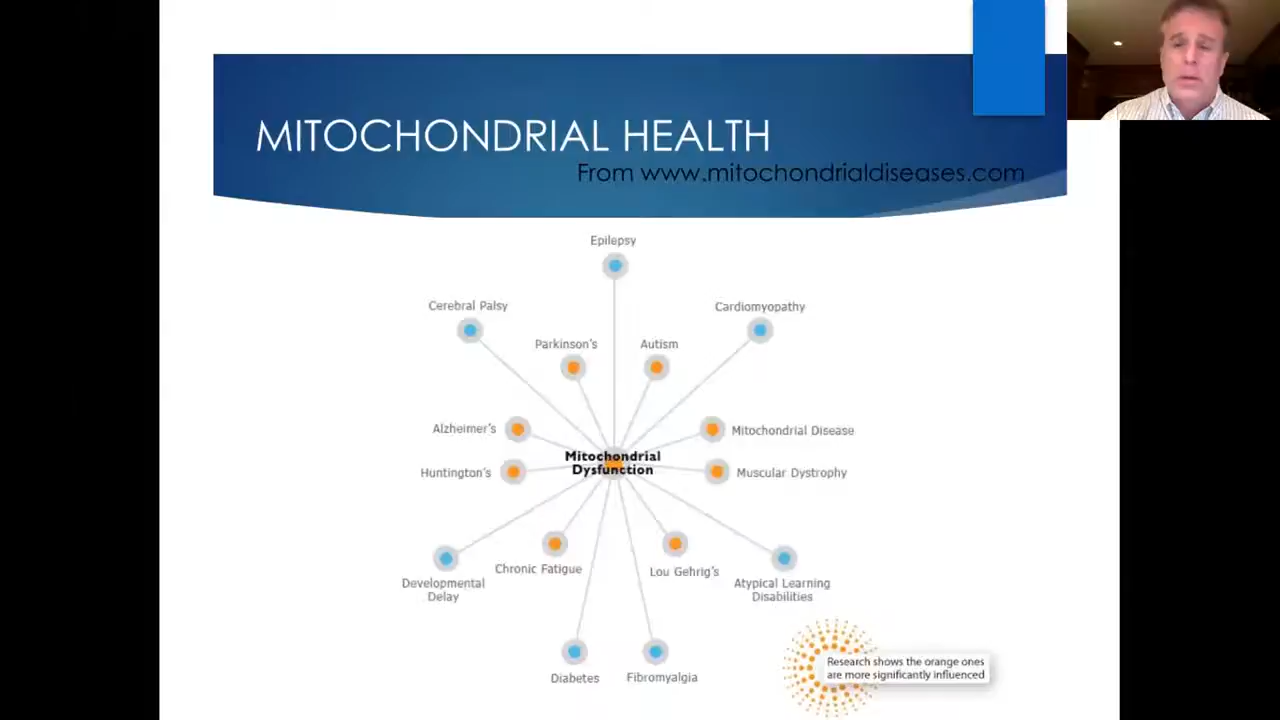 MITOCHONDRIAL HEALTH
From www.mitochondrialdiseases.com
Epilepsy
Cerebral Palsy
Cardiomyopathy
Parkinson's
Autism
Alzheimer's
Mitochondrial Disease
Mitochondrial
Dysfunction
Huntington's
Muscular Dystrophy
Chronic Fatigue
Lou Gehrig's
Developmental
Delay
Atypical Learning
Disabilities
Diabetes
Fibromyalgia
Research shows the orange ones
are more significantly influenced